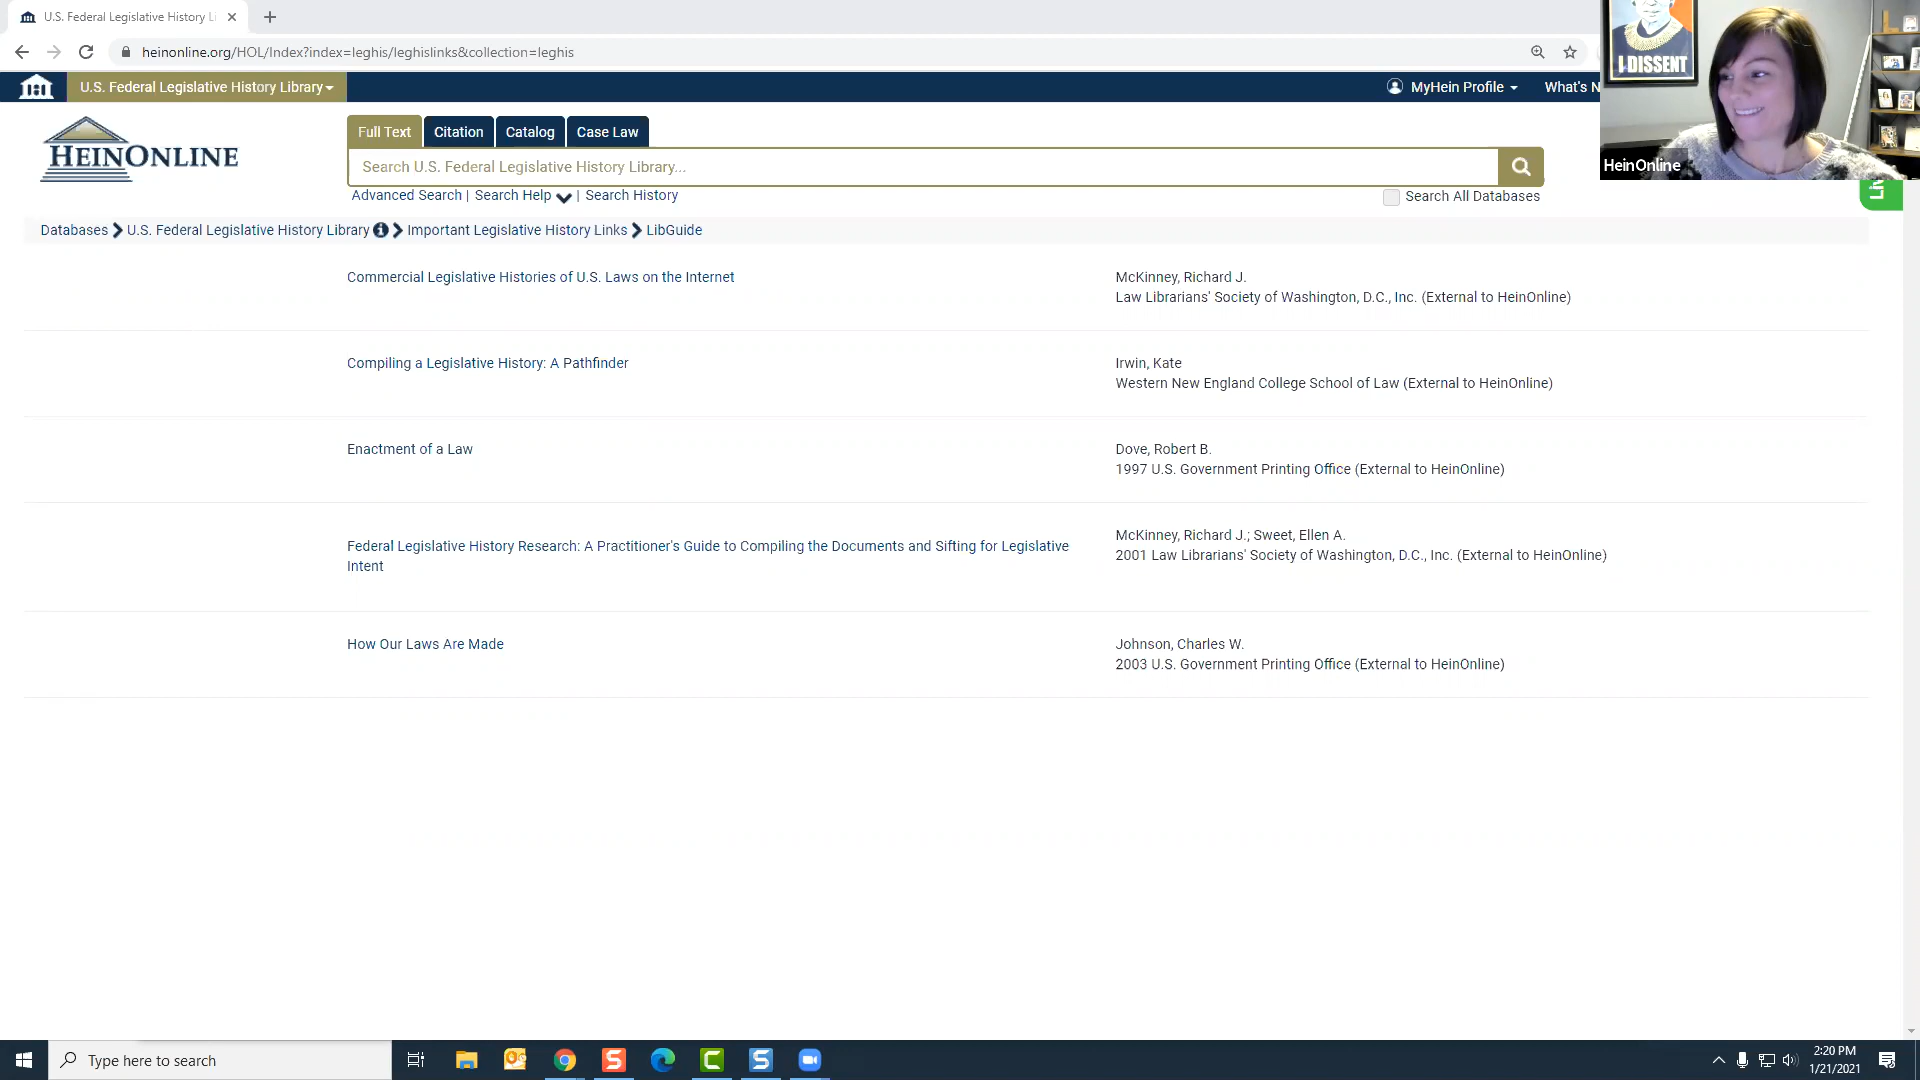 U.S. Federal Legislative History Li
heinonline.org/HOL/Index?index=leghis/leghislinks&collection=leghis
I DISSENT
U.S. Federal Legislative History Library
MyHein Profile
What's N
HEINONLINE
Full Text
Citation
Catalog
Case Law
Search U.S. Federal Legislative History Library...
HeinOnline
Advanced Search | Search Help | Search History
Search All Databases
Databases U.S. Federal Legislative History Library Important Legislative History Links LibGuide
Commercial Legislative Histories of U.S. Laws on the Internet
McKinney, Richard J.
Law Librarians' Society of Washington, D.C., Inc. (External to HeinOnline)
Compiling a Legislative History: A Pathfinder
Irwin, Kate
Western New England College School of Law (External to HeinOnline)
Enactment of a Law
Dove, Robert B.
1997 U.S. Government Printing Office (External to HeinOnline)
Federal Legislative History Research: A Practitioner's Guide to Compiling the Documents and Sifting for Legislative
Intent
McKinney, Richard J.; Sweet, Ellen A.
2001 Law Librarians' Society of Washington, D.C., Inc. (External to HeinOnline)
How Our Laws Are Made
Johnson, Charles W.
2003 U.S. Government Printing Office (External to HeinOnline)
Type here to search
2:20 PM
1/21/2021